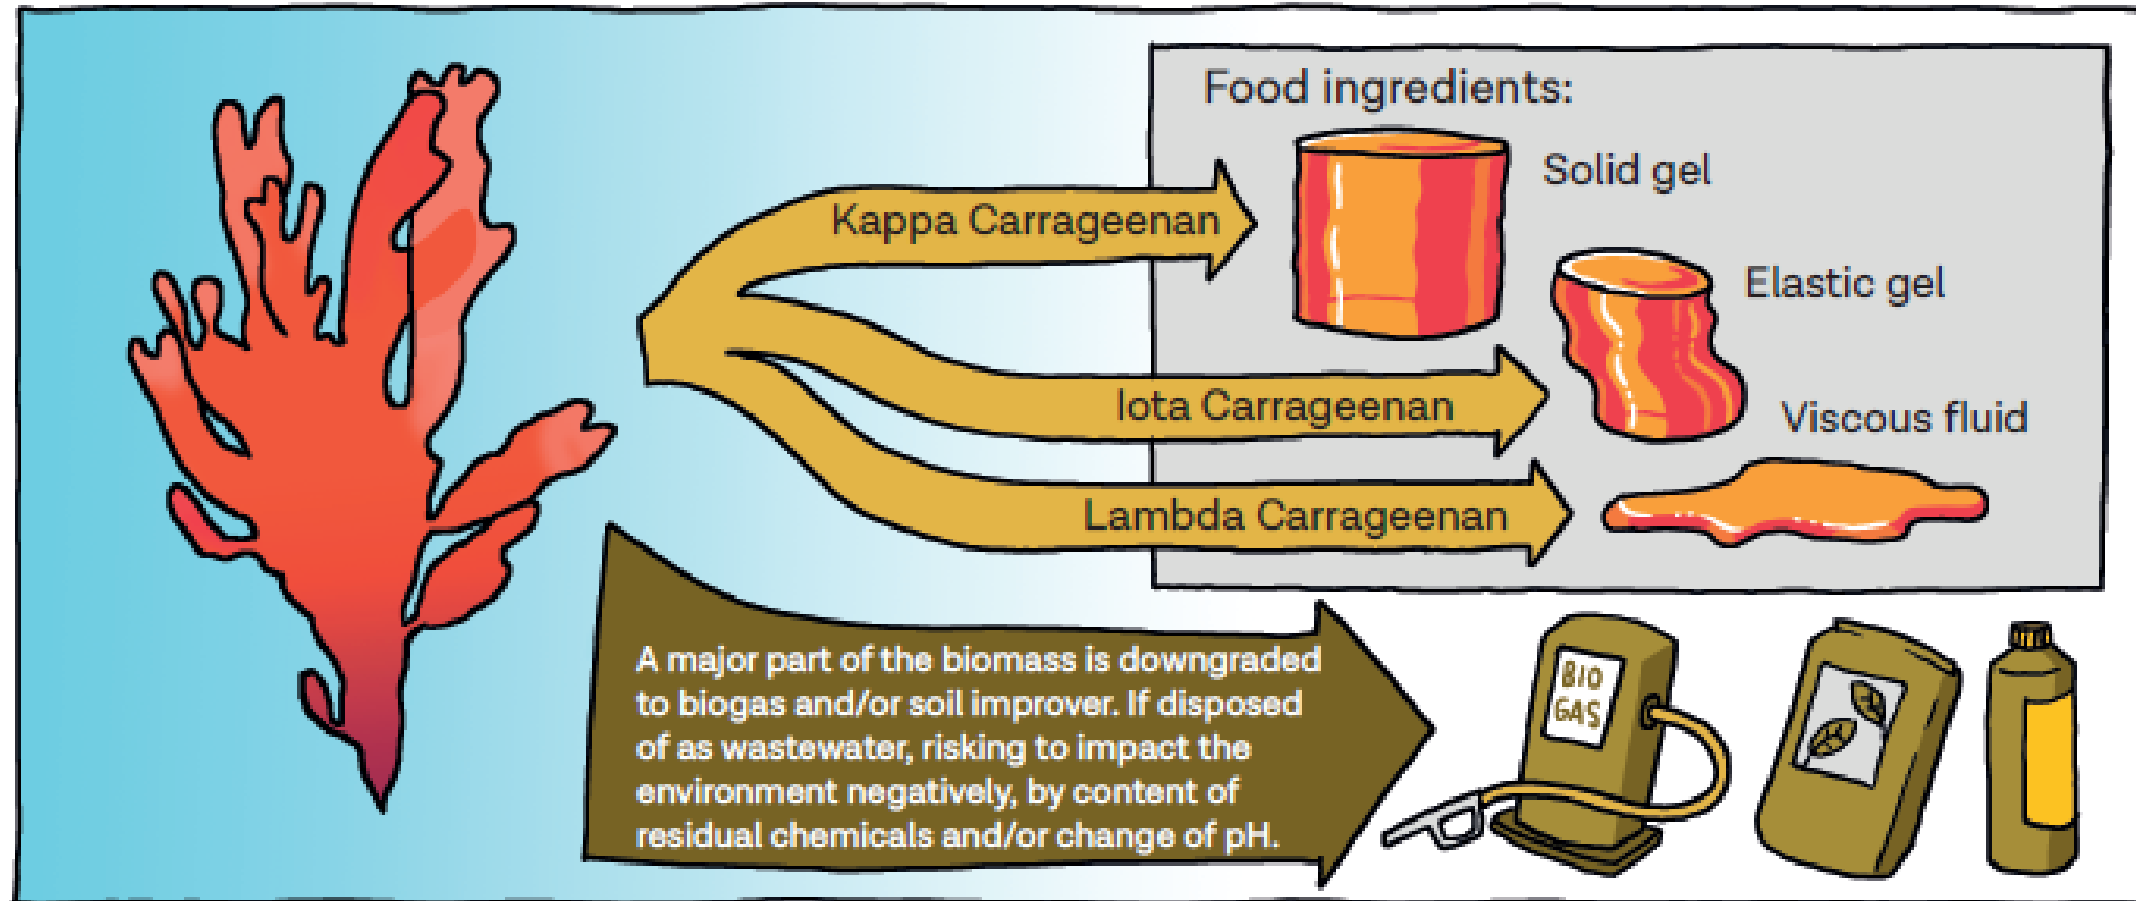 Food ingredients:
Solid gel
Kappa Carrageenan
Elastic gel
Iota Carrageenan
Viscous fluid
Lambda Carrageenan
A major part of the biomass is downgraded
to biogas and/or soil improver. If disposed
of as wastewater, risking to impact the
environment negatively, by content of
residual chemicals and/or change of pH.
BIO
GAS